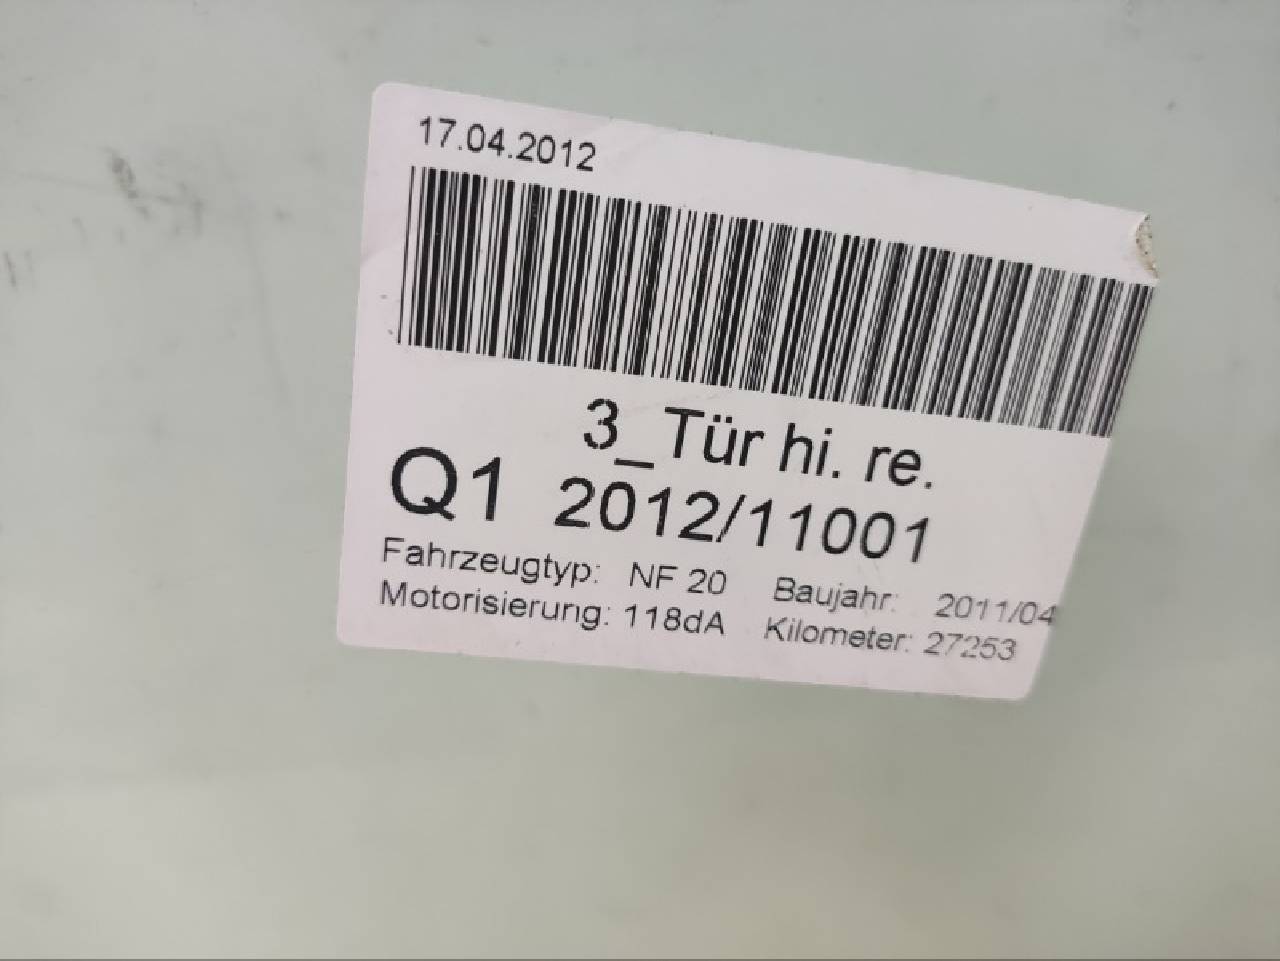 17.04.2012
3_Tür hi. re.
Q1 2012/11001
Fahrzeugtyp: NF 20 Baujahr: 2011/04
Motorisierung: 118dA Kilometer: 27253